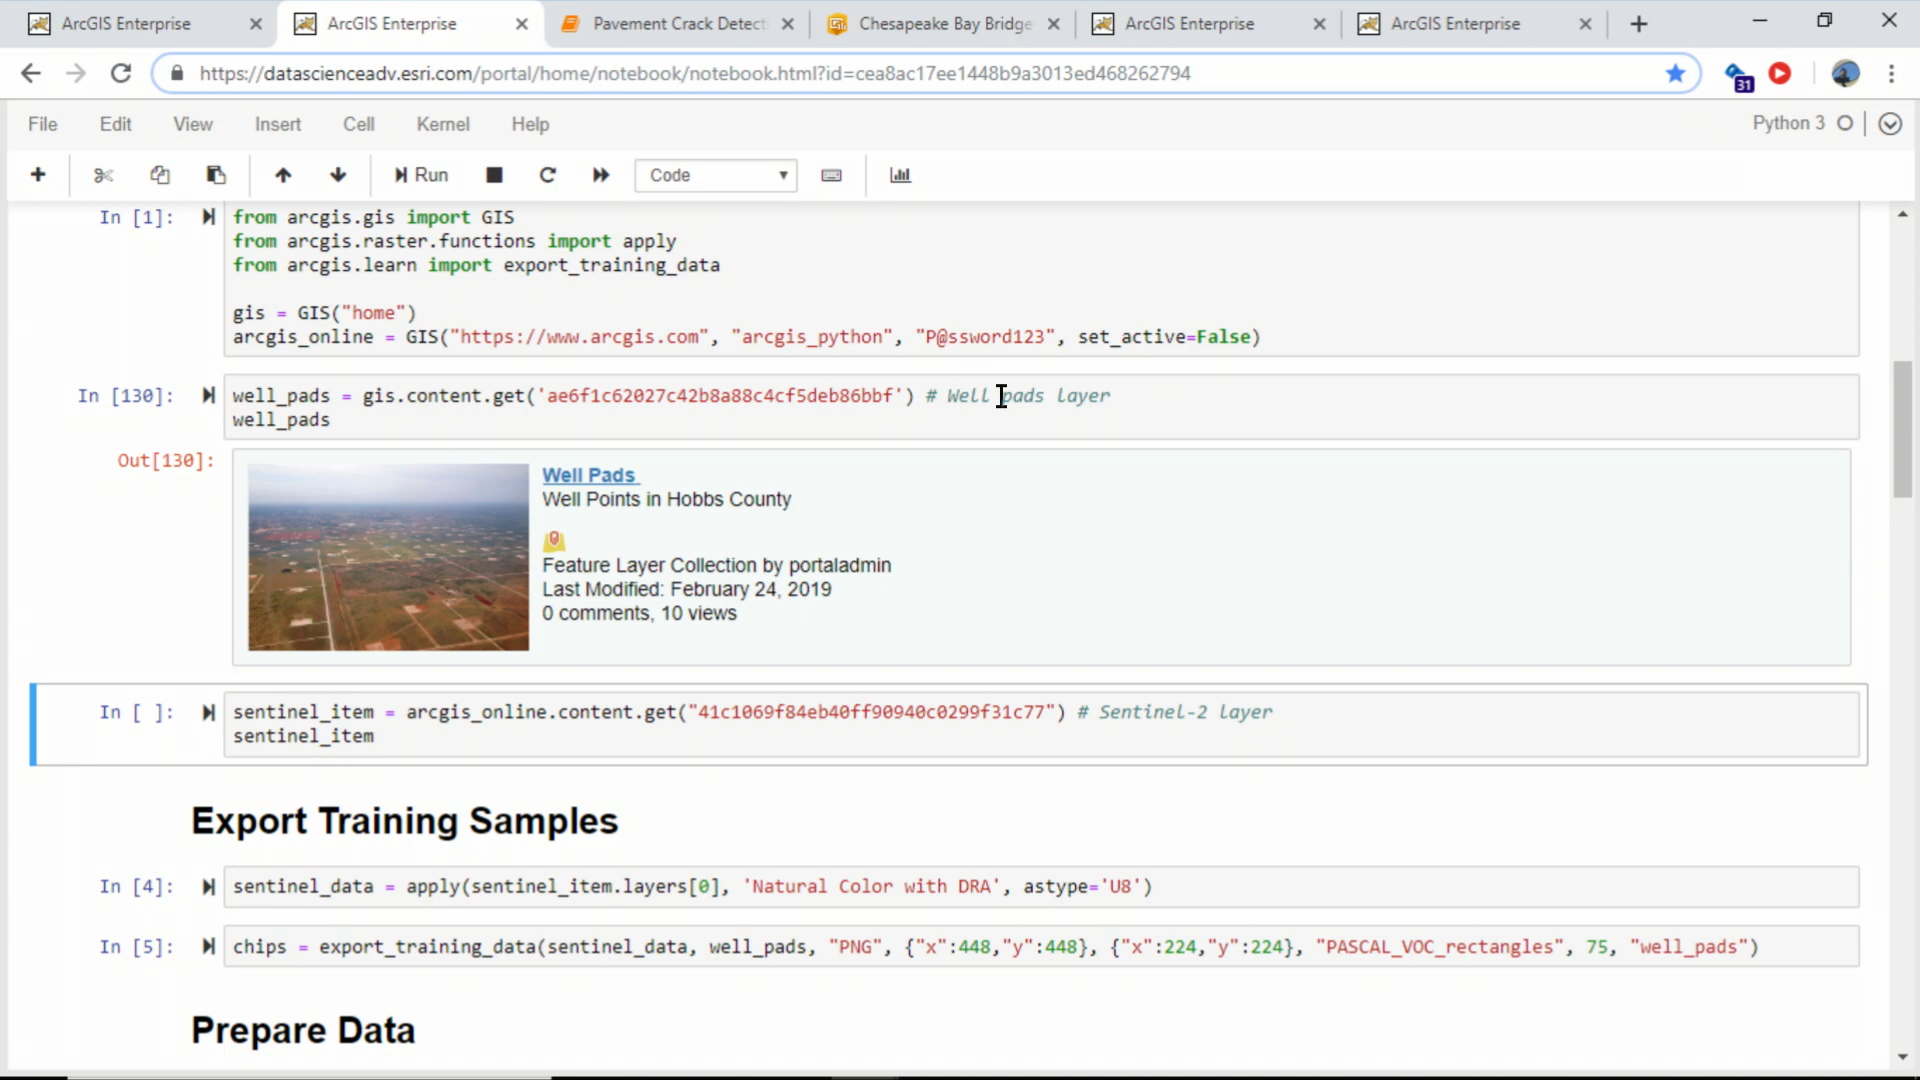 ArcGIS Enterprise
ArcGIS Enterprise
Pavement Crack Detect
Chesapeake Bay Bridge
ArcGIS Enterprise
ArcGIS Enterprise
https://datascienceadv.esri.com/portal/home/notebook/notebook.html?id=cea8ac17ee1448b9a3013ed468262794
31
File Edit View Insert Cell Kernel Help
Python 3
Run
Code
In [1]:
from arcgis.gis import GIS
from arcgis.raster.functions import apply
from arcgis.learn import export_training_data
gis = GIS("home")
arcgis_online = GIS("https://www.arcgis.com", "arcgis_python", "P@ssword123", set_active=False)
In [130]:
well_pads = gis.content.get('ae6f1c62027c42b8a88c4cf5deb86bbf') # Well pads layer
well_pads
Out[130]:
Well Pads
Well Points in Hobbs County
Feature Layer Collection by portaladmin
Last Modified: February 24, 2019
0 comments, 10 views
In [ ]:
sentinel_item = arcgis_online.content.get("41c1069f84eb40ff90940c0299f31c77") # Sentinel-2 layer
sentinel_item
Export Training Samples
In [4]:
sentinel_data = apply(sentinel_item.layers[0], 'Natural Color with DRA', astype='U8')
In [5]:
chips = export_training_data(sentinel_data, well_pads, "PNG", {"x":448,"y":448}, {"x":224,"y":224}, "PASCAL_VOC_rectangles", 75, "well_pads")
Prepare Data